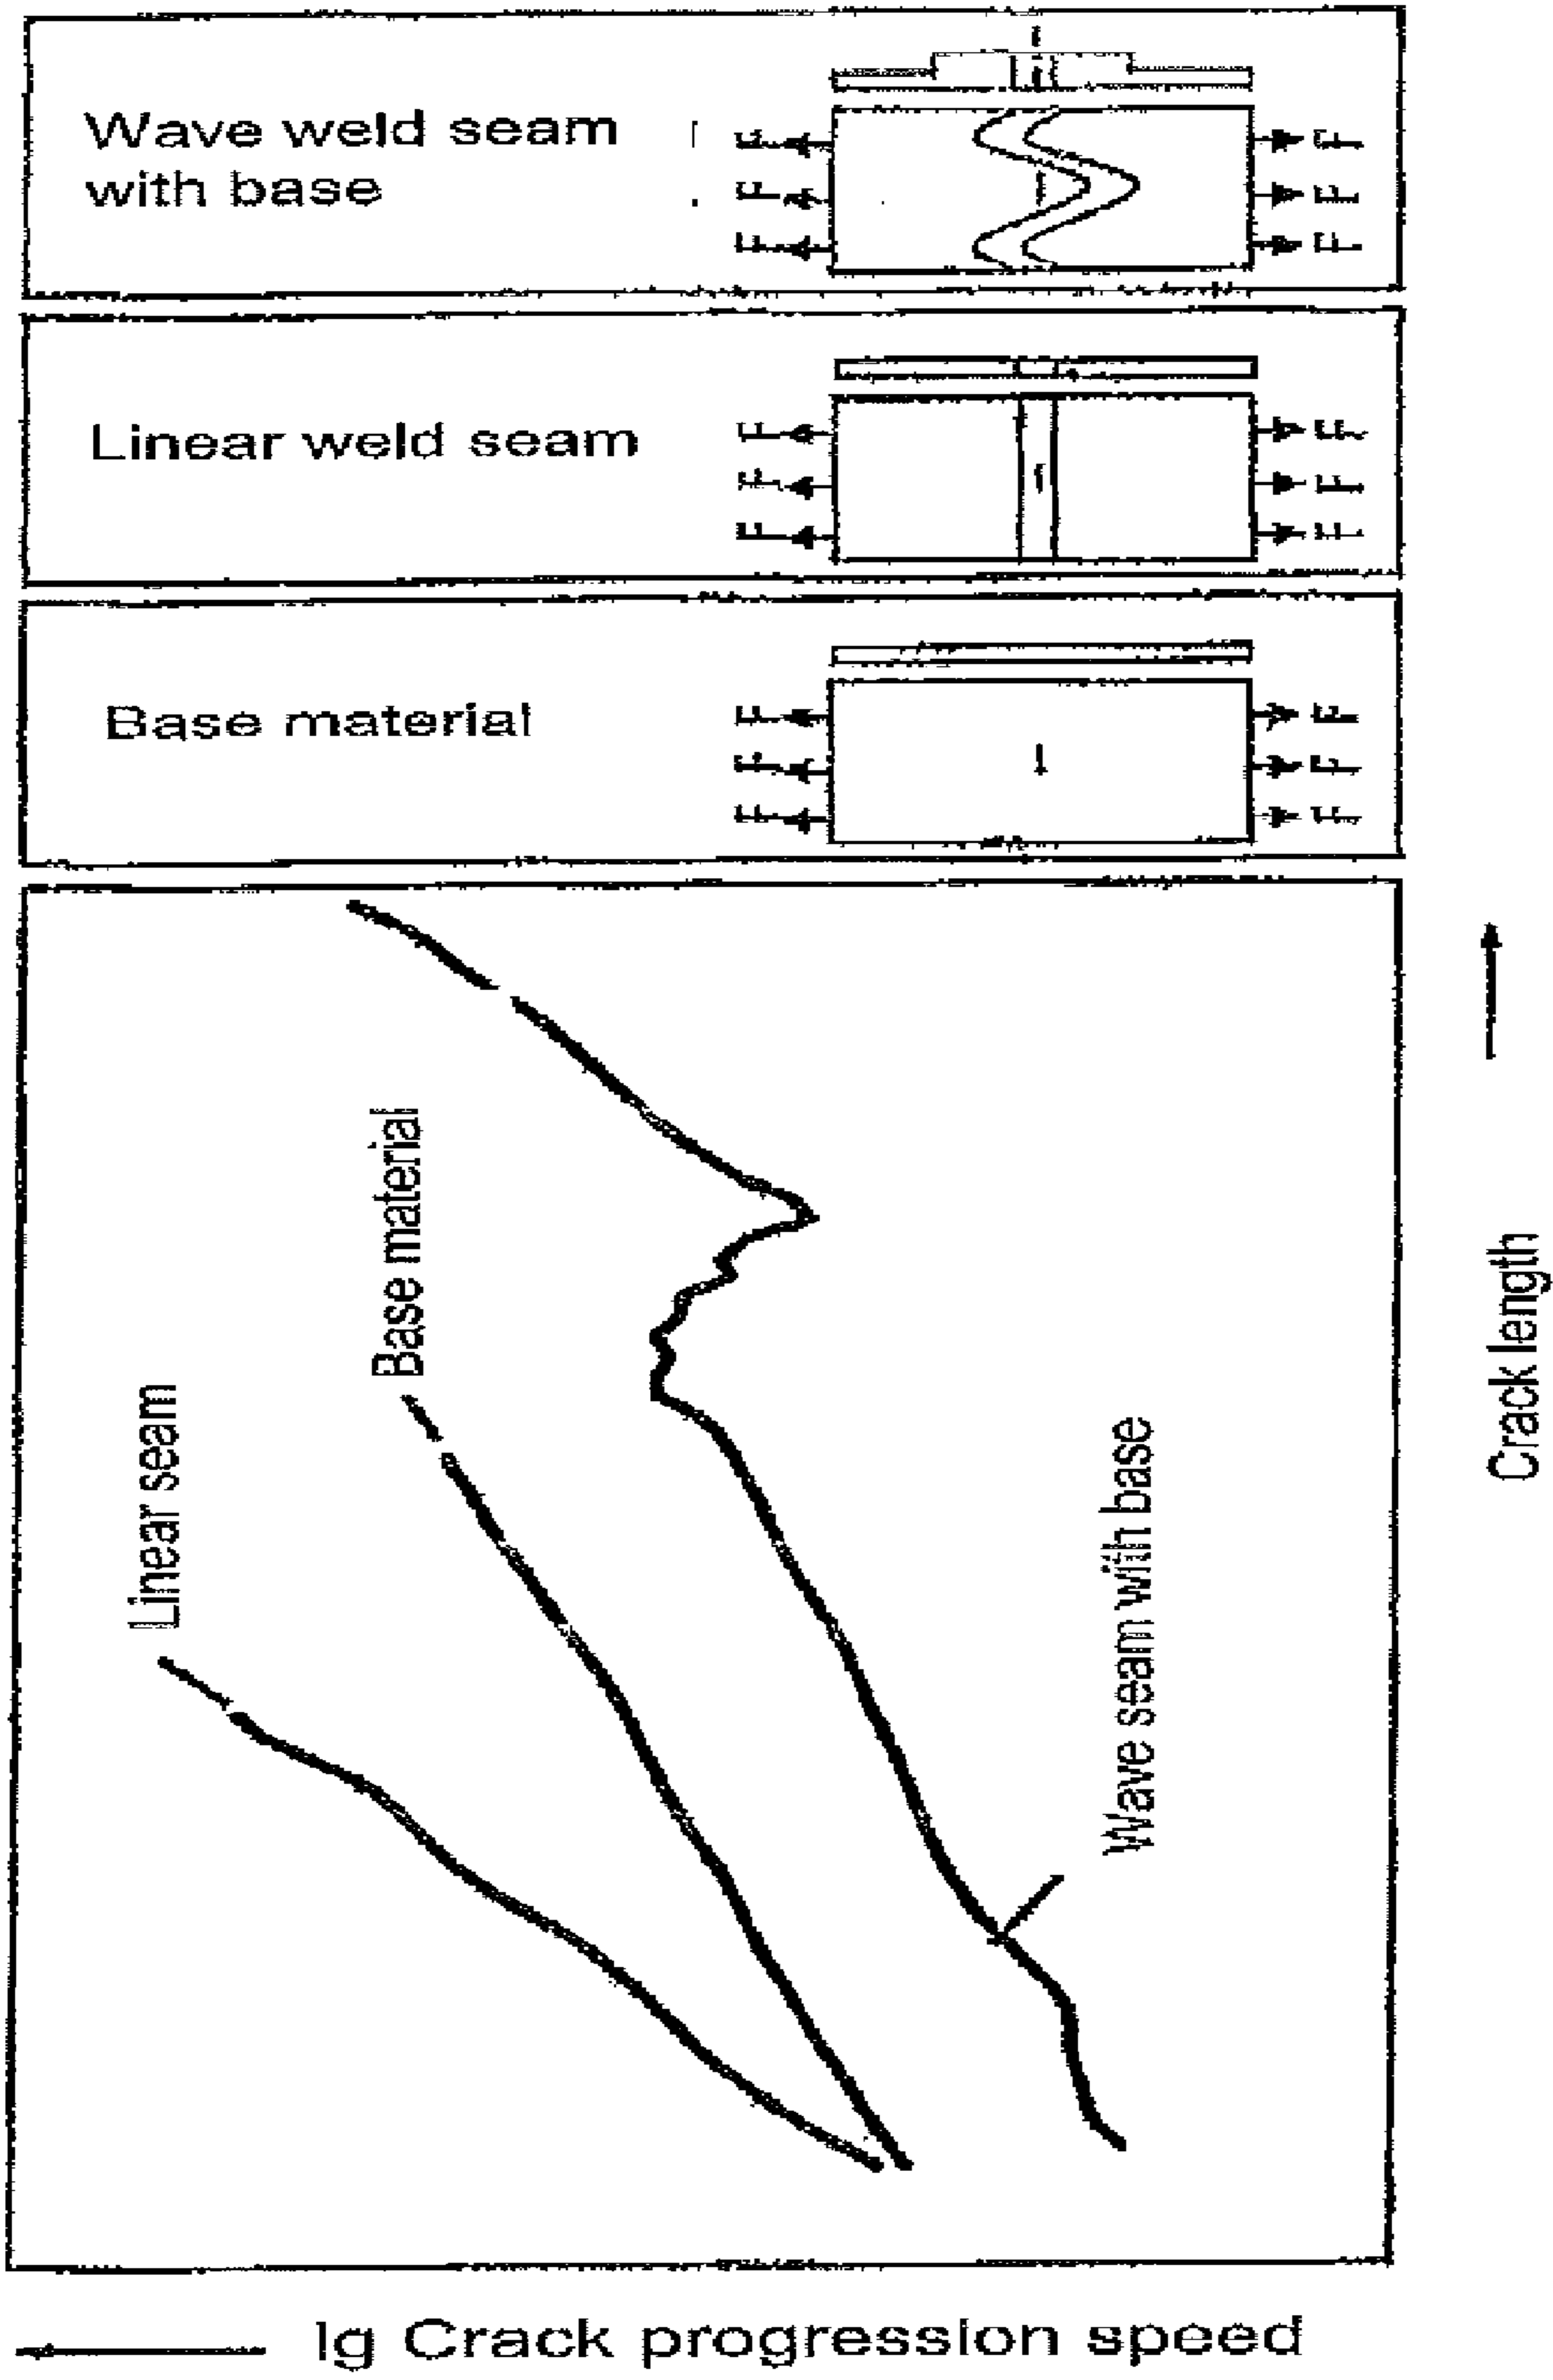 Wave weld seam
with base
F F
F F
F F
Linear weld seam
F F
F F
F F
Base material
F F
F F
F F
Linear seam
Base material
Wave seam with base
Crack length
lg Crack progression speed